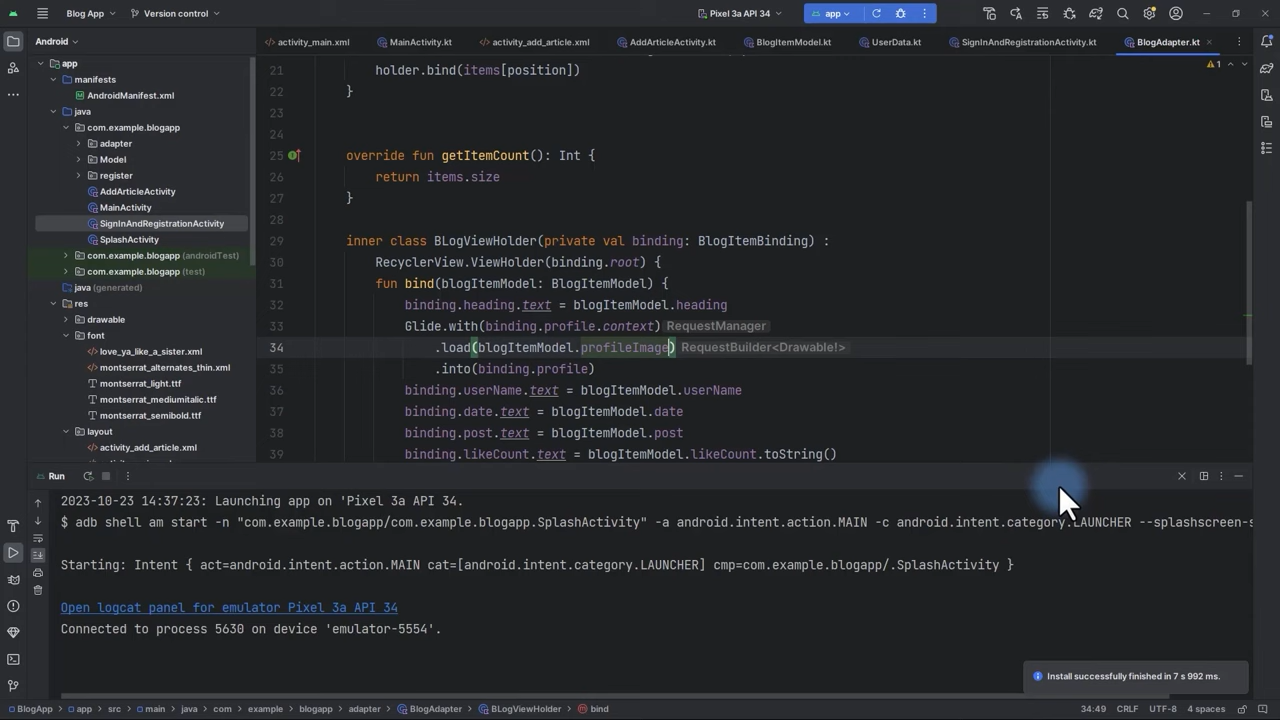 Blog App
Version control
Pixel 3a API 34
app
Android
activity_main.xml
MainActivity.kt
activity_add_article.xml
AddArticleActivity.kt
BlogItemModel.kt
UserData.kt
SignInAndRegistrationActivity.kt
BlogAdapter.kt
app
manifests
AndroidManifest.xml
java
com.example.blogapp
adapter
Model
register
AddArticleActivity
MainActivity
SignInAndRegistrationActivity
SplashActivity
com.example.blogapp (androidTest)
com.example.blogapp (test)
java (generated)
res
drawable
font
love_ya_like_a_sister.xml
montserrat_alternates_thin.xml
montserrat_light.ttf
montserrat_mediumitalic.ttf
montserrat_semibold.ttf
layout
activity_add_article.xml
1
21 holder.bind(items[position])
22 }
23
24
25 override fun getItemCount(): Int {
26 return items.size
27 }
28
29 inner class BLogViewHolder(private val binding: BlogItemBinding) :
30 RecyclerView.ViewHolder(binding.root) {
31 fun bind(blogItemModel: BlogItemModel) {
32 binding.heading.text = blogItemModel.heading
33 Glide.with(binding.profile.context) RequestManager
34 .load(blogItemModel.profileImage) RequestBuilder<Drawable!>
35 .into(binding.profile)
36 binding.userName.text = blogItemModel.userName
37 binding.date.text = blogItemModel.date
38 binding.post.text = blogItemModel.post
39 binding.likeCount.text = blogItemModel.likeCount.toString()
Run
2023-10-23 14:37:23: Launching app on 'Pixel 3a API 34.
$ adb shell am start -n "com.example.blogapp/com.example.blogapp.SplashActivity" -a android.intent.action.MAIN -c android.intent.category.LAUNCHER --splashscreen-s
Starting: Intent { act=android.intent.action.MAIN cat=[android.intent.category.LAUNCHER] cmp=com.example.blogapp/.SplashActivity }
Open logcat panel for emulator Pixel 3a API 34
Connected to process 5630 on device 'emulator-5554'.
Install successfully finished in 7 s 992 ms.
BlogApp
app
src
main
java
com
example
blogapp
adapter
BlogAdapter
BLogViewHolder
bind
34:49
CRLF
UTF-8
4 spaces